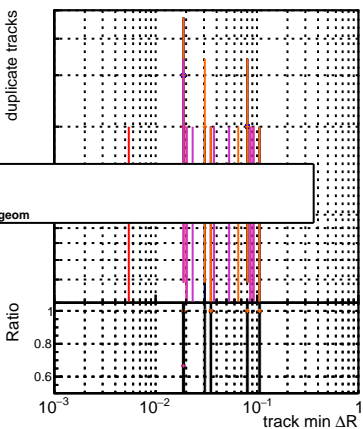 duplicate tracks
geom
Ratio
1
0.8
0.6
10⁻³ 10⁻² 10⁻¹ 1
track min ΔR